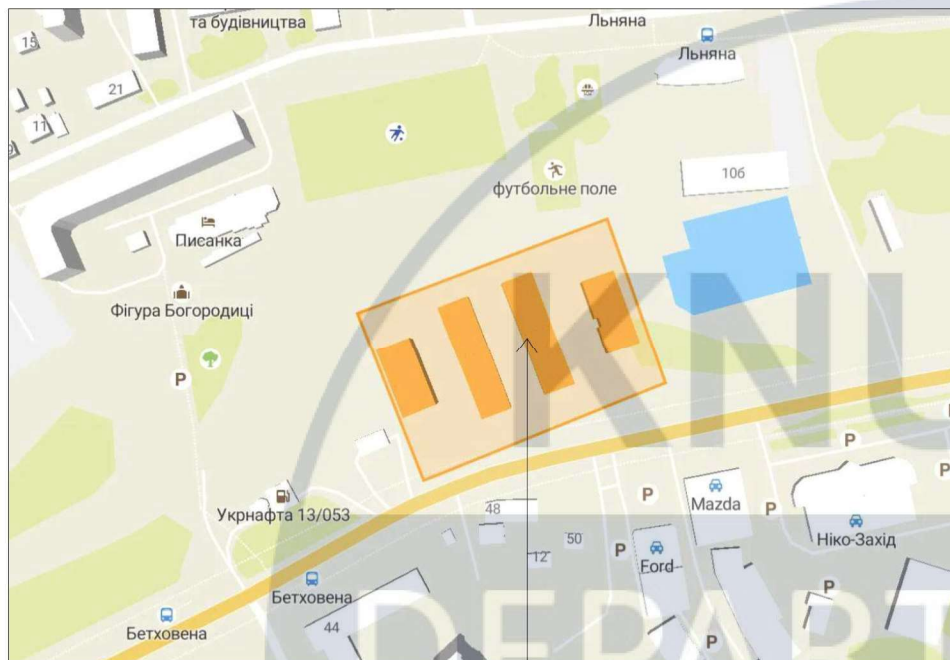 та будівництва
Льняна
Льняна
15
21
11
106
футбольне поле
Писанка
Фігура Богородиці
P
KNU
Укрнафта 13/053
48
50
12
P
P
P
P
P
Mazda
Ford
Ніко-Захід
P
P
Бетховена
Бетховена
44
DEPART